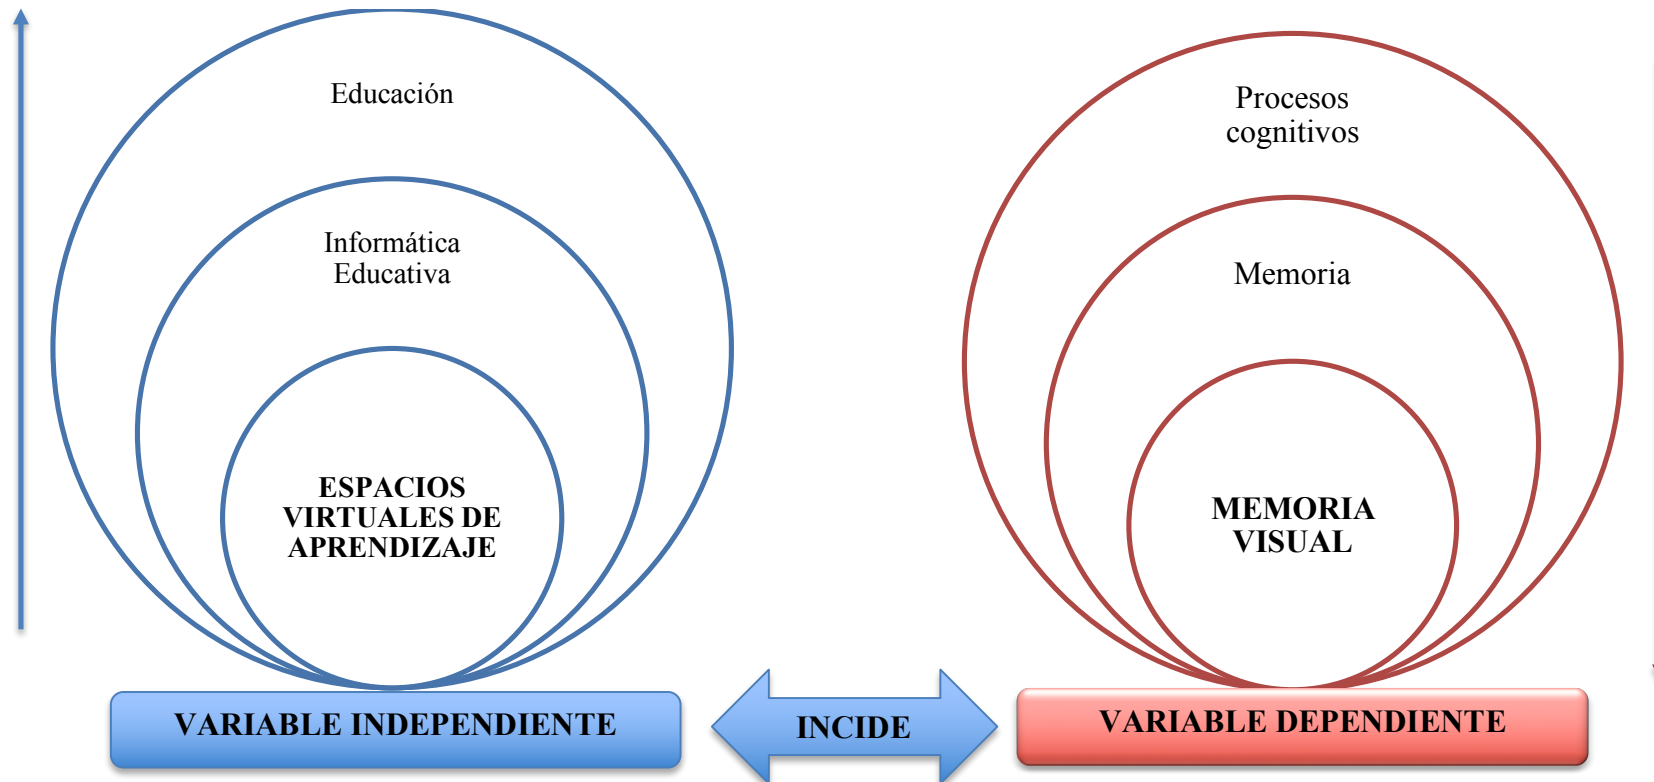 Educación
Informática
Educativa
ESPACIOS
VIRTUALES DE
APRENDIZAJE
VARIABLE INDEPENDIENTE
INCIDE
Procesos
cognitivos
Memoria
MEMORIA
VISUAL
VARIABLE DEPENDIENTE